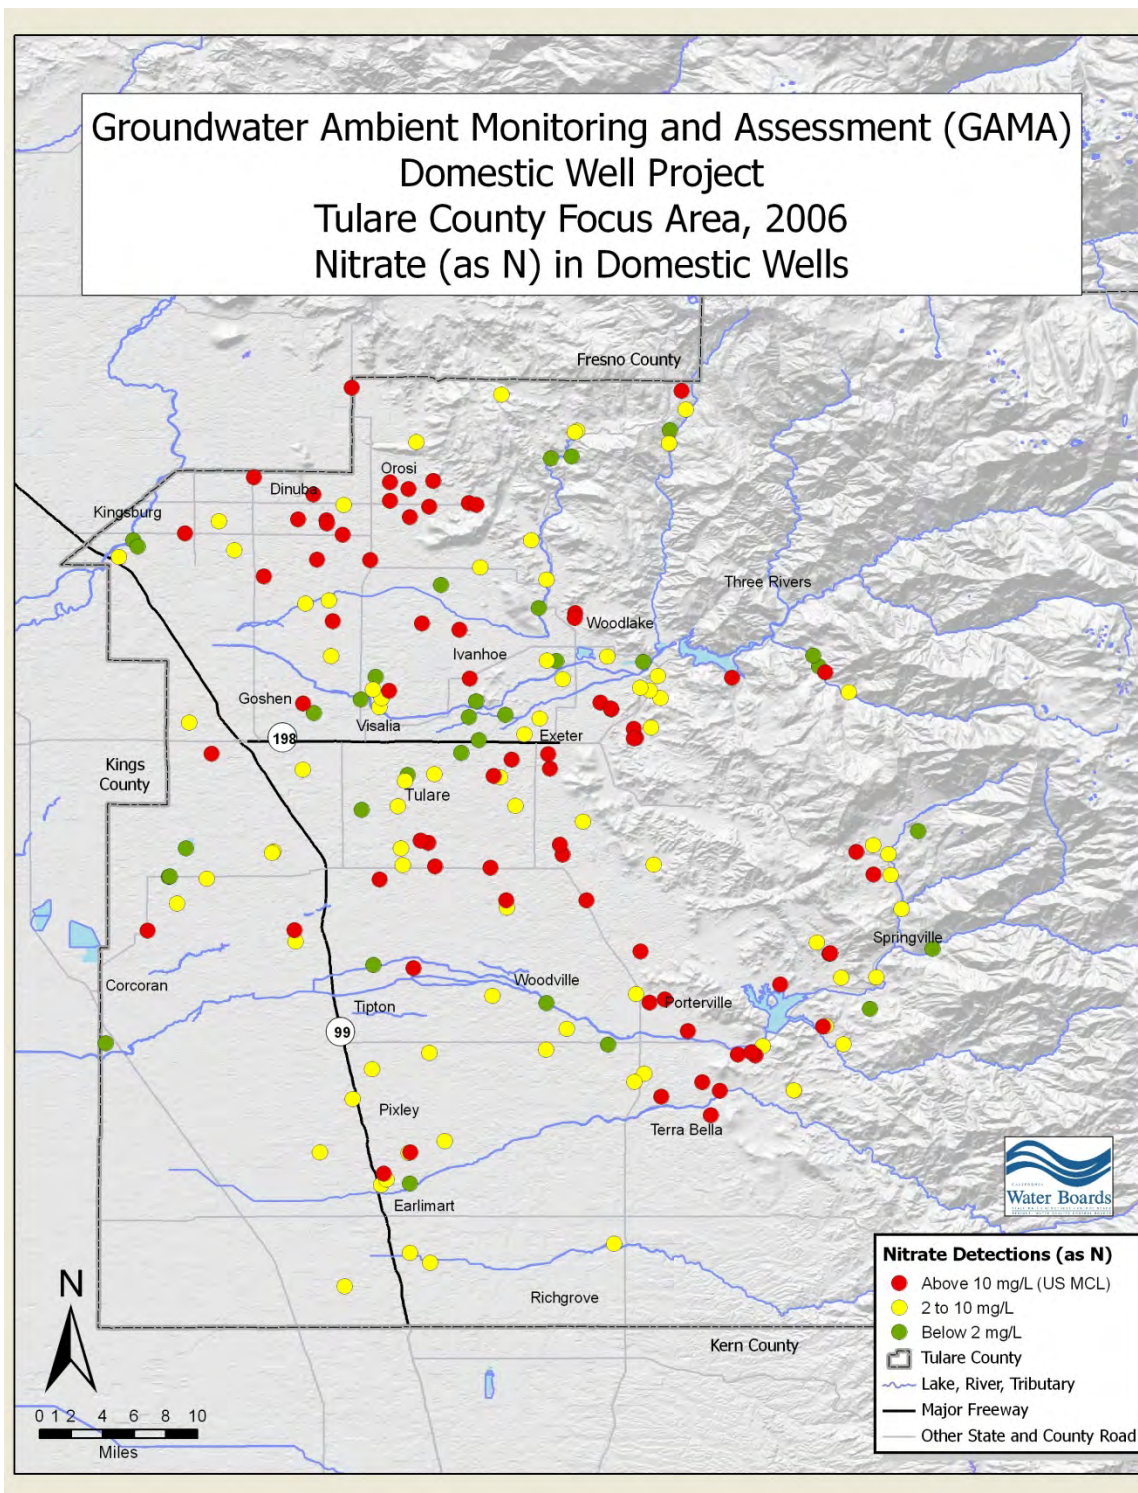 Groundwater Ambient Monitoring and Assessment (GAMA)
Domestic Well Project
Tulare County Focus Area, 2006
Nitrate (as N) in Domestic Wells
Fresno County
Orosi
Dinuba
Kingsburg
Three Rivers
Woodlake
Ivanhoe
Goshen
Visalia
198
Exeter
Kings
County
Tulare
Springville
Corcoran
Woodville
Porterville
Tipton
99
Pixley
Terra Bella
Earlimart
Richgrove
Kern County
CALIFORNIA
Water Boards
N
0 1 2 4 6 8 10
Miles
Nitrate Detections (as N)
Above 10 mg/L (US MCL)
2 to 10 mg/L
Below 2 mg/L
Tulare County
Lake, River, Tributary
Major Freeway
Other State and County Road